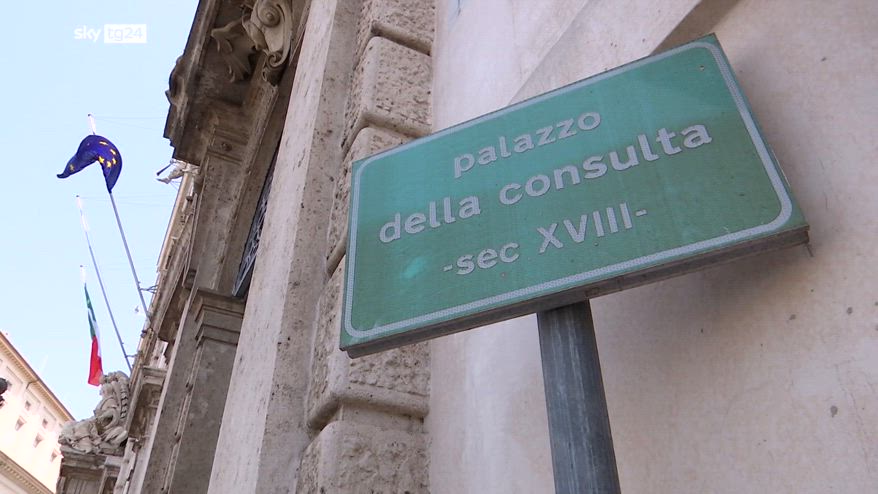 sky tg24
palazzo
della consulta
-sec XVIII-